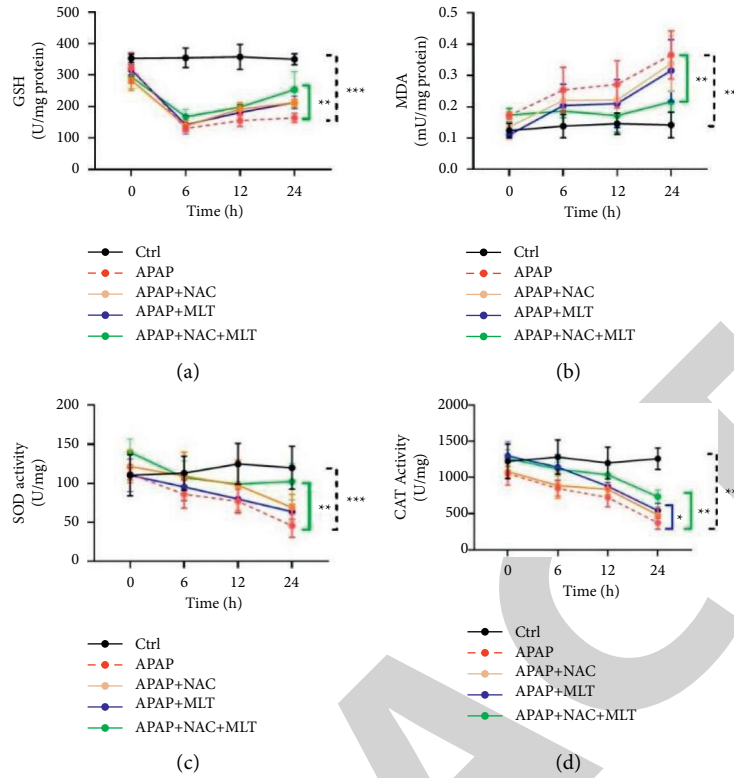 GSH
(U/mg protein)
500
400
300
200
100
0
0 6 12 24
Time (h)
**
***
Ctrl
APAP
APAP+NAC
APAP+MLT
APAP+NAC+MLT
(a)
MDA
(mU/mg protein)
0.5
0.4
0.3
0.2
0.1
0.0
0 6 12 24
Time (h)
**
**
Ctrl
APAP
APAP+NAC
APAP+MLT
APAP+NAC+MLT
(b)
SOD activity
(U/mg)
200
150
100
50
0
0 6 12 24
Time (h)
**
***
Ctrl
APAP
APAP+NAC
APAP+MLT
APAP+NAC+MLT
(c)
CAT Activity
(U/mg)
2000
1500
1000
500
0
0 6 12 24
Time (h)
*
**
**
Ctrl
APAP
APAP+NAC
APAP+MLT
APAP+NAC+MLT
(d)